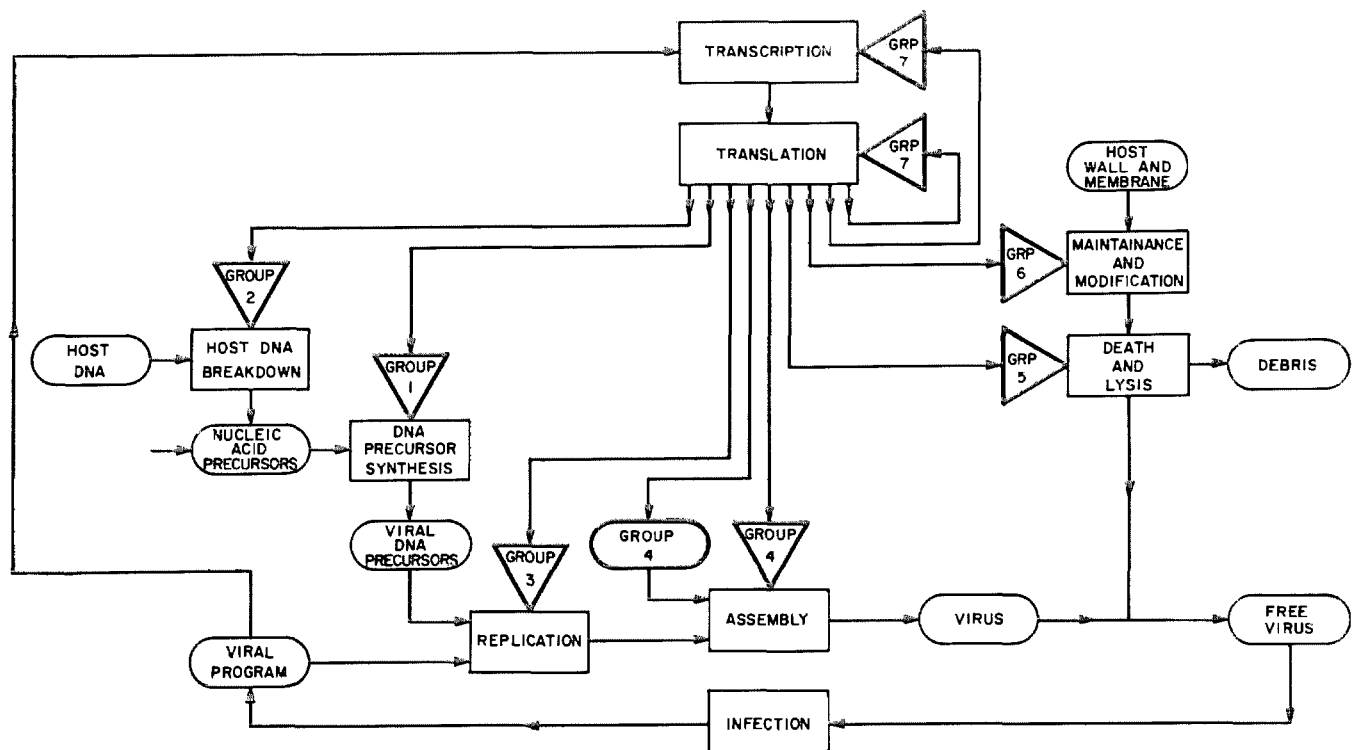 TRANSCRIPTION
GRP
7
TRANSLATION
GRP
7
HOST
WALL AND
MEMBRANE
GROUP
2
GRP
6
MAINTAINANCE
AND
MODIFICATION
HOST
DNA
HOST DNA
BREAKDOWN
GROUP
1
GRP
5
DEATH
AND
LYSIS
DEBRIS
NUCLEIC
ACID
PRECURSORS
DNA
PRECURSOR
SYNTHESIS
VIRAL
DNA
PRECURSORS
GROUP
3
GROUP
4
GROUP
4
REPLICATION
ASSEMBLY
VIRUS
FREE
VIRUS
VIRAL
PROGRAM
INFECTION